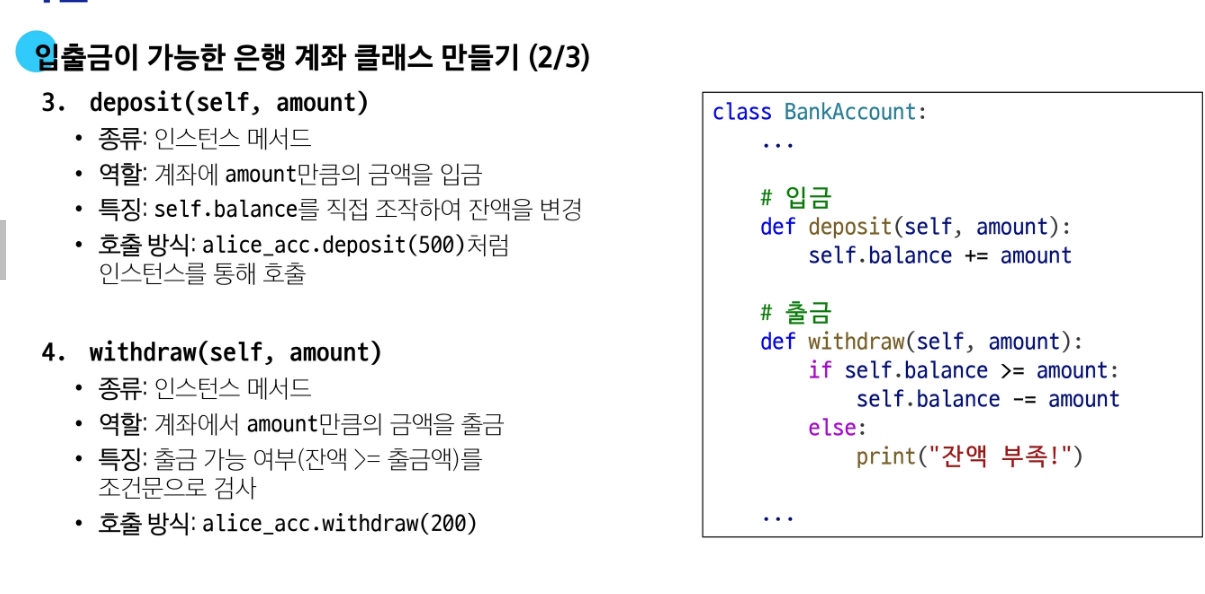 입출금이 가능한 은행 계좌 클래스 만들기 (2/3)
3. deposit(self, amount)
• 종류: 인스턴스 메서드
• 역할: 계좌에 amount만큼의 금액을 입금
• 특징: self.balance를 직접 조작하여 잔액을 변경
• 호출 방식: alice_acc.deposit(500)처럼
인스턴스를 통해 호출
4. withdraw(self, amount)
• 종류: 인스턴스 메서드
• 역할: 계좌에서 amount만큼의 금액을 출금
• 특징: 출금 가능 여부(잔액 >= 출금액)를
조건문으로 검사
• 호출 방식: alice_acc.withdraw(200)
class BankAccount:
    ...
    # 입금
    def deposit(self, amount):
        self.balance += amount
    # 출금
    def withdraw(self, amount):
        if self.balance >= amount:
            self.balance -= amount
        else:
            print("잔액 부족!")
    ...